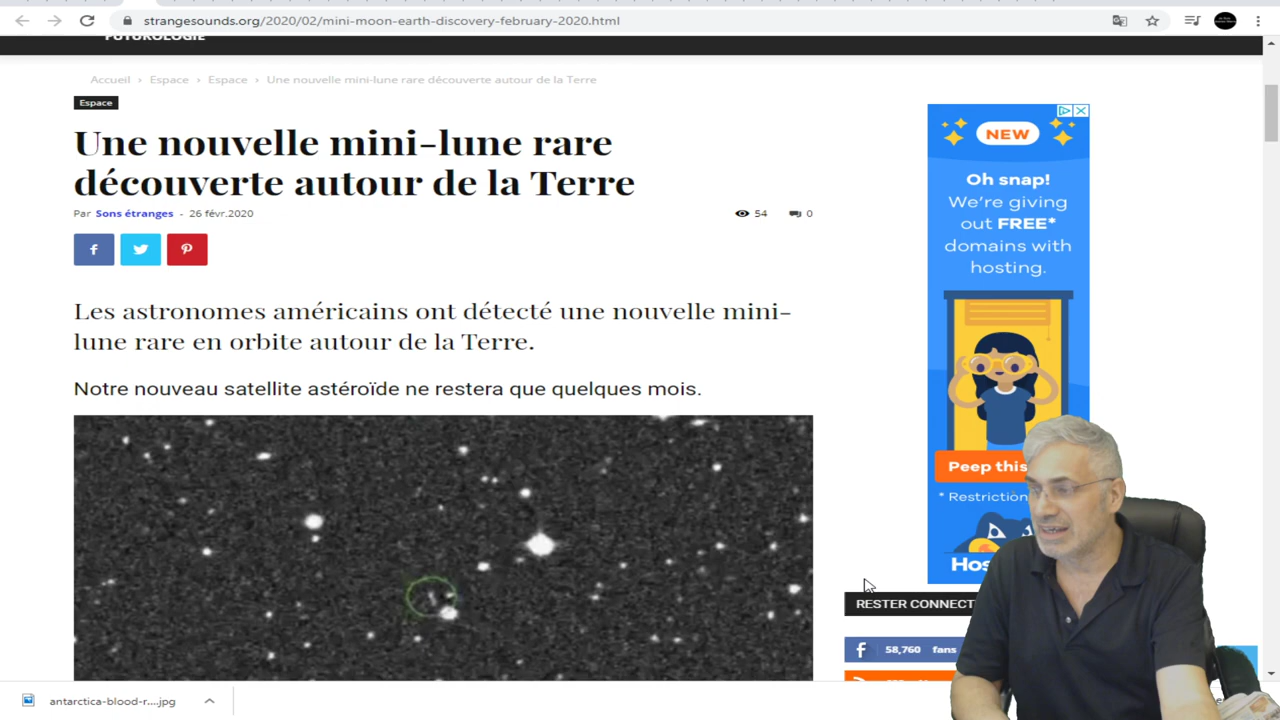 strangesounds.org/2020/02/mini-moon-earth-discovery-february-2020.html
FUTUROLOGIE
Accueil › Espace › Espace › Une nouvelle mini-lune rare découverte autour de la Terre
Espace
Une nouvelle mini-lune rare
découverte autour de la Terre
Par Sons étranges - 26 févr.2020
54
0
Les astronomes américains ont détecté une nouvelle mini-
lune rare en orbite autour de la Terre.
Notre nouveau satellite astéroïde ne restera que quelques mois.
NEW
Oh snap!
We're giving
out FREE*
domains with
hosting.
Peep this
* Restriction
Hos
RESTER CONNECT
58,760 fans
antarctica-blood-r....jpg